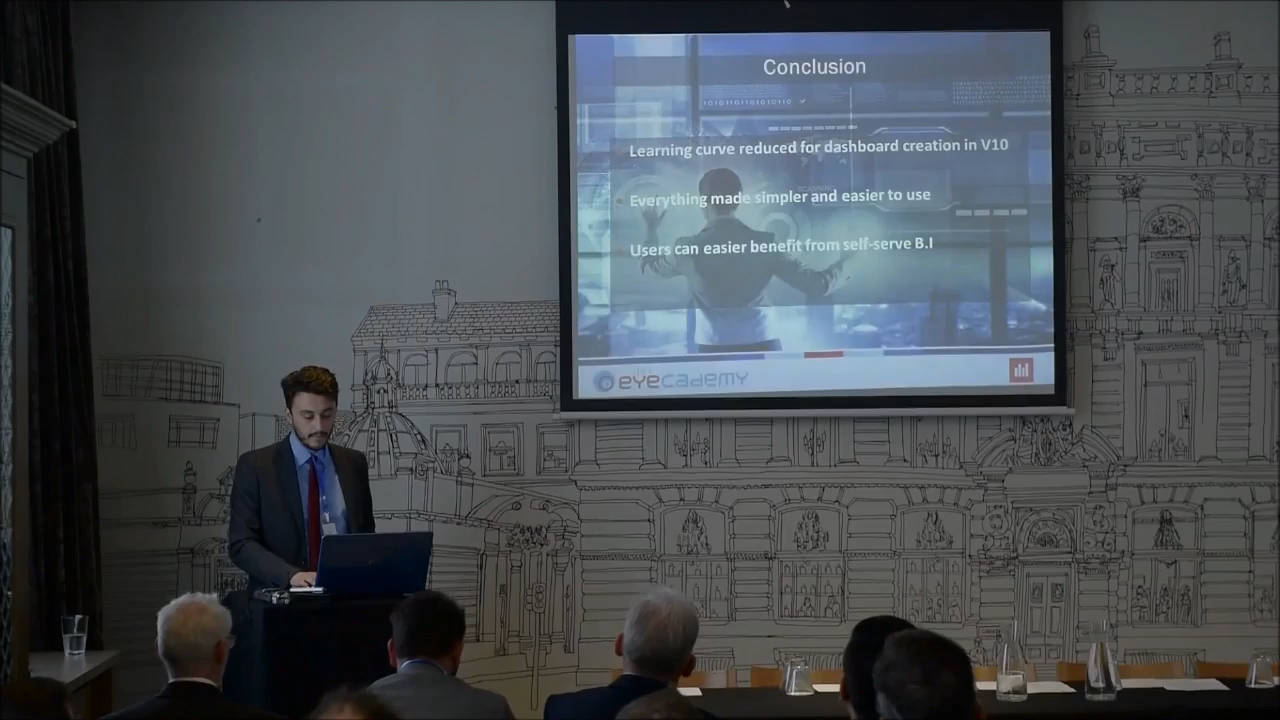 Conclusion
1010110110101011O
Learning curve reduced for dashboard creation in V10
Everything made simpler and easier to use
Users can easier benefit from self-serve B.I
eyecademy